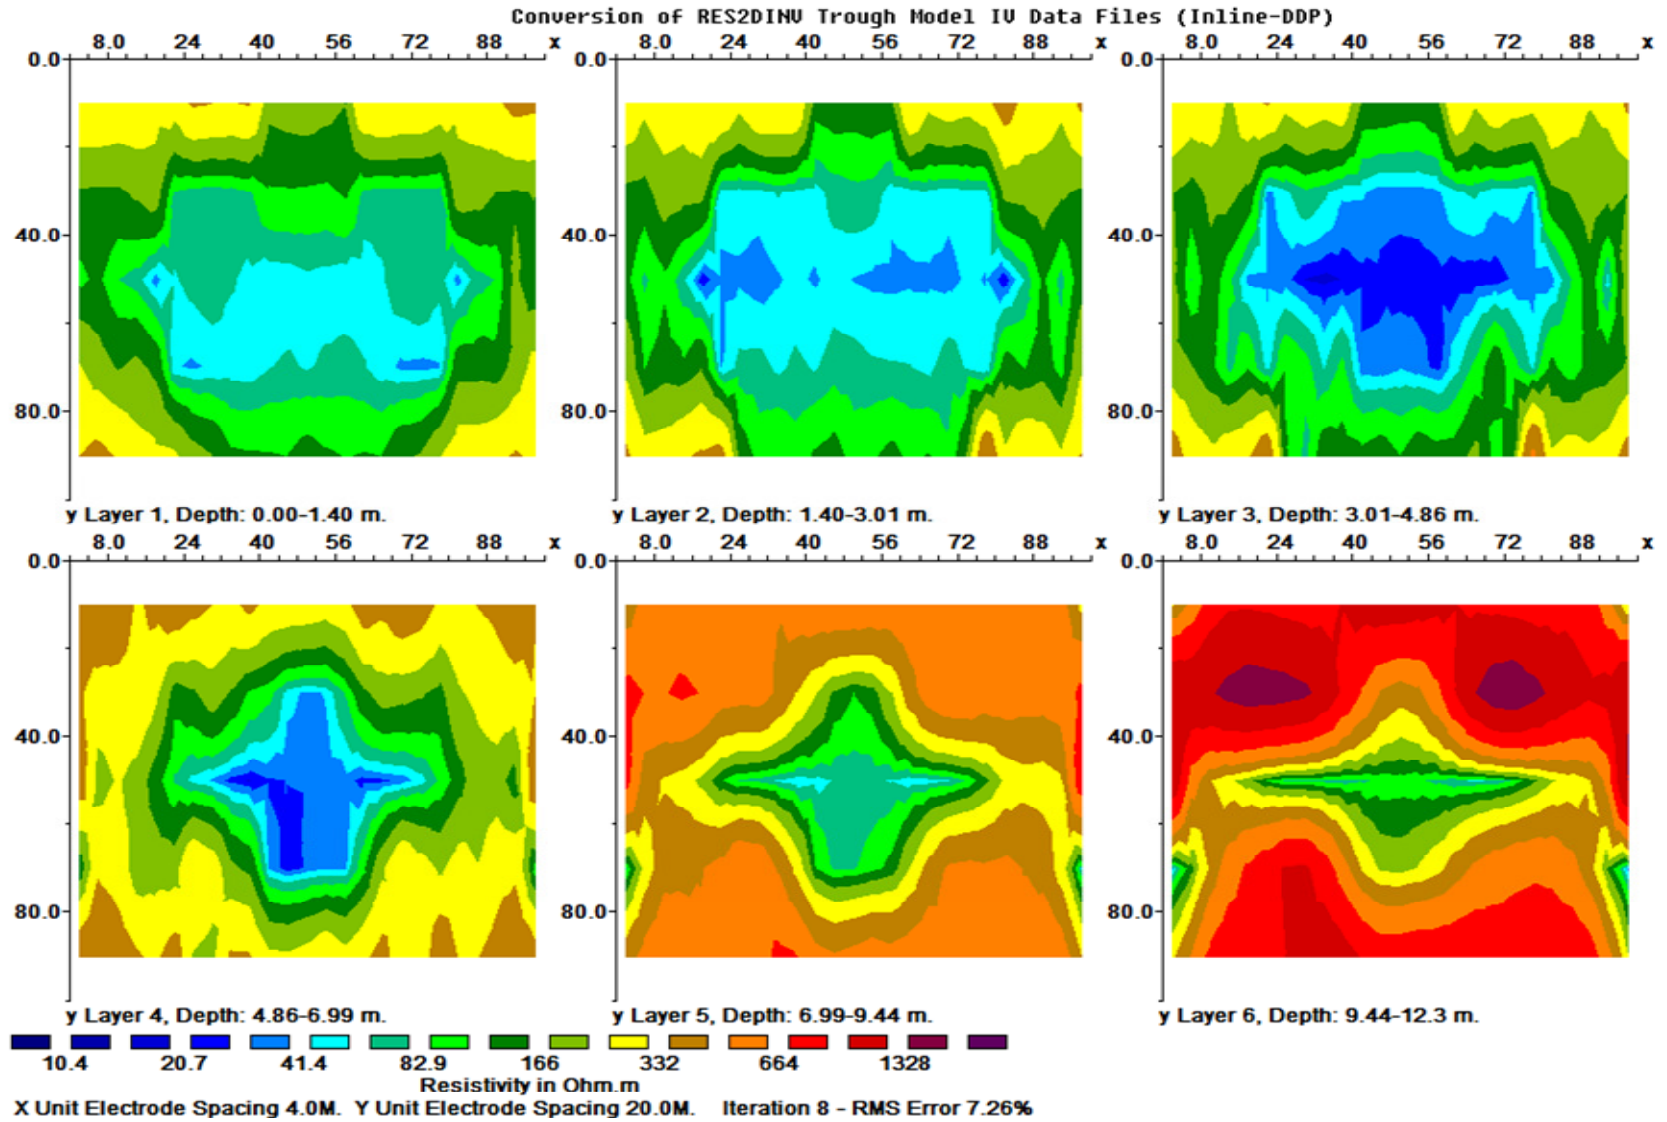 Conversion of RES2DINV Trough Model IV Data Files (Inline-DDP)
8.0 24 40 56 72 88 x 8.0 24 40 56 72 88 x 8.0 24 40 56 72 88 x
0.0 0.0 0.0
40.0 40.0 40.0
80.0 80.0 80.0
y Layer 1, Depth: 0.00-1.40 m. y Layer 2, Depth: 1.40-3.01 m. y Layer 3, Depth: 3.01-4.86 m.
8.0 24 40 56 72 88 x 8.0 24 40 56 72 88 x 8.0 24 40 56 72 88 x
0.0 0.0 0.0
40.0 40.0 40.0
80.0 80.0 80.0
y Layer 4, Depth: 4.86-6.99 m. y Layer 5, Depth: 6.99-9.44 m. y Layer 6, Depth: 9.44-12.3 m.
10.4 20.7 41.4 82.9 166 332 664 1328
Resistivity in Ohm.m
X Unit Electrode Spacing 4.0M. Y Unit Electrode Spacing 20.0M. Iteration 8 - RMS Error 7.26%